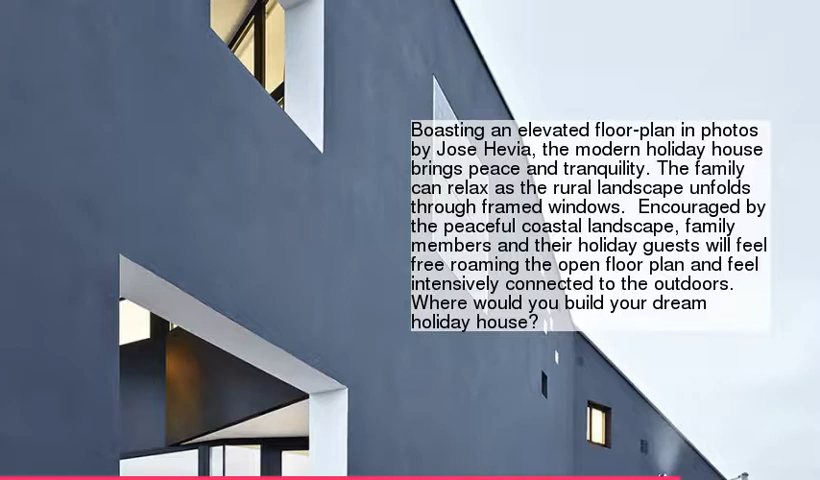 Boasting an elevated floor-plan in photos
by Jose Hevia, the modern holiday house
brings peace and tranquility. The family
can relax as the rural landscape unfolds
through framed windows.  Encouraged by
the peaceful coastal landscape, family
members and their holiday guests will feel
free roaming the open floor plan and feel
intensively connected to the outdoors.
Where would you build your dream
holiday house?